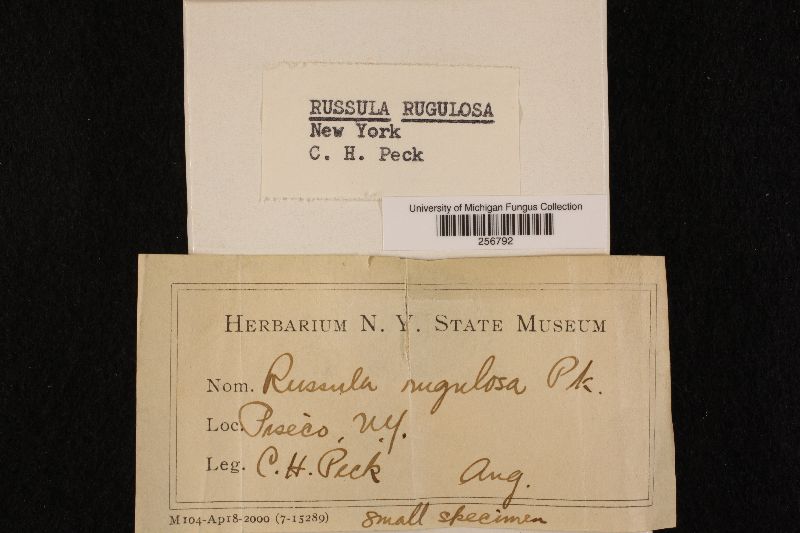 RUSSULA RUGULOSA
New York
C. H. Peck
University of Michigan Fungus Collection
256792
HERBARIUM N. Y. STATE MUSEUM
Nom. Russula rugulosa Pk.
Loc. Piseco, N.Y.
Leg. C. H. Peck Aug.
M104-Ap18-2000 (7-15289) small specimen